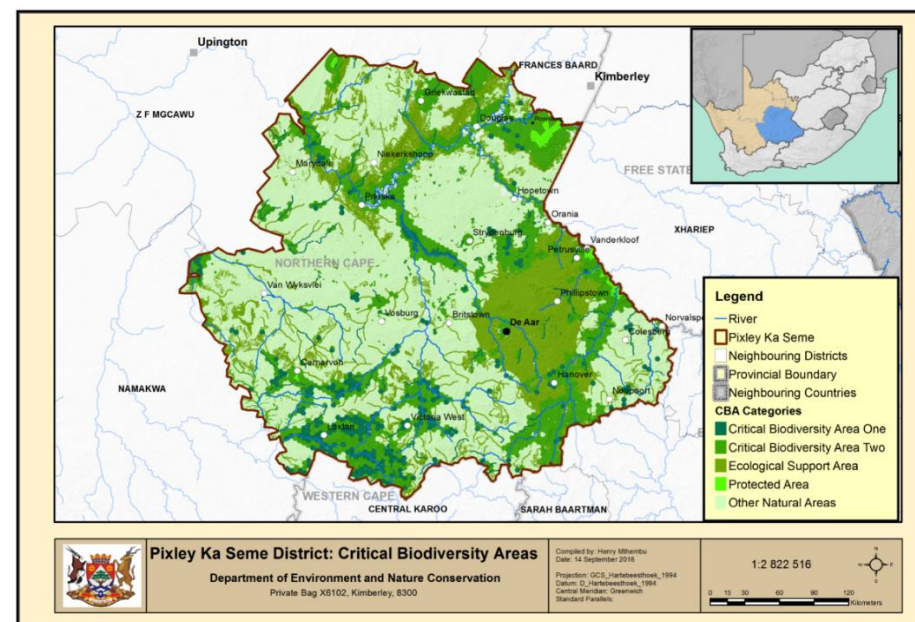 Upington
FRANCES BAARD
Kimberley
Z F MGCAWU
Griekwastad
Douglas
Niekerkshoop
Marydale
FREE STATE
Prieska
Hopetown
Orania
XHARIEP
Strydenburg
Vanderkloof
Petrusville
NORTHERN CAPE
Van Wyksvlei
Phillipstown
Vosburg
Britstown
De Aar
Colesberg
Carnarvon
Hanover
NAMAKWA
Noupoort
Victoria West
Loxton
WESTERN CAPE
CENTRAL KAROO
SARAH BAARTMAN
Legend
River
Pixley Ka Seme
Neighbouring Districts
Provincial Boundary
Neighbouring Countries
CBA Categories
Critical Biodiversity Area One
Critical Biodiversity Area Two
Ecological Support Area
Protected Area
Other Natural Areas
Pixley Ka Seme District: Critical Biodiversity Areas
Department of Environment and Nature Conservation
Private Bag X6102, Kimberley, 8300
Compiled by: Henry Mthembu
Date: 14 September 2016
Projection: GCS_Hartebeesthoek_1994
Datum: D_Hartebeesthoek_1994
Central Meridian: Greenwich
Standard Parallels:
1:2 822 516
N
W
E
S
0 15 30 60 90 120
Kilometers